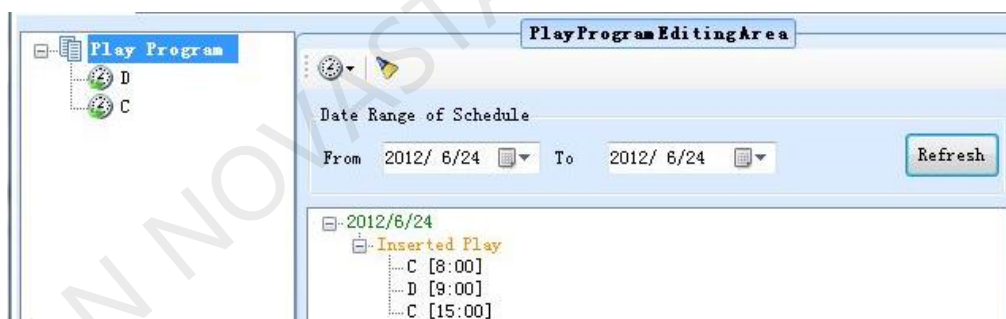 Play Program
D
C
PlayProgramEditingArea
Date Range of Schedule
From 2012/ 6/24 To 2012/ 6/24 Refresh
2012/6/24
Inserted Play
C [8:00]
D [9:00]
C [15:00]
N NOVASTA